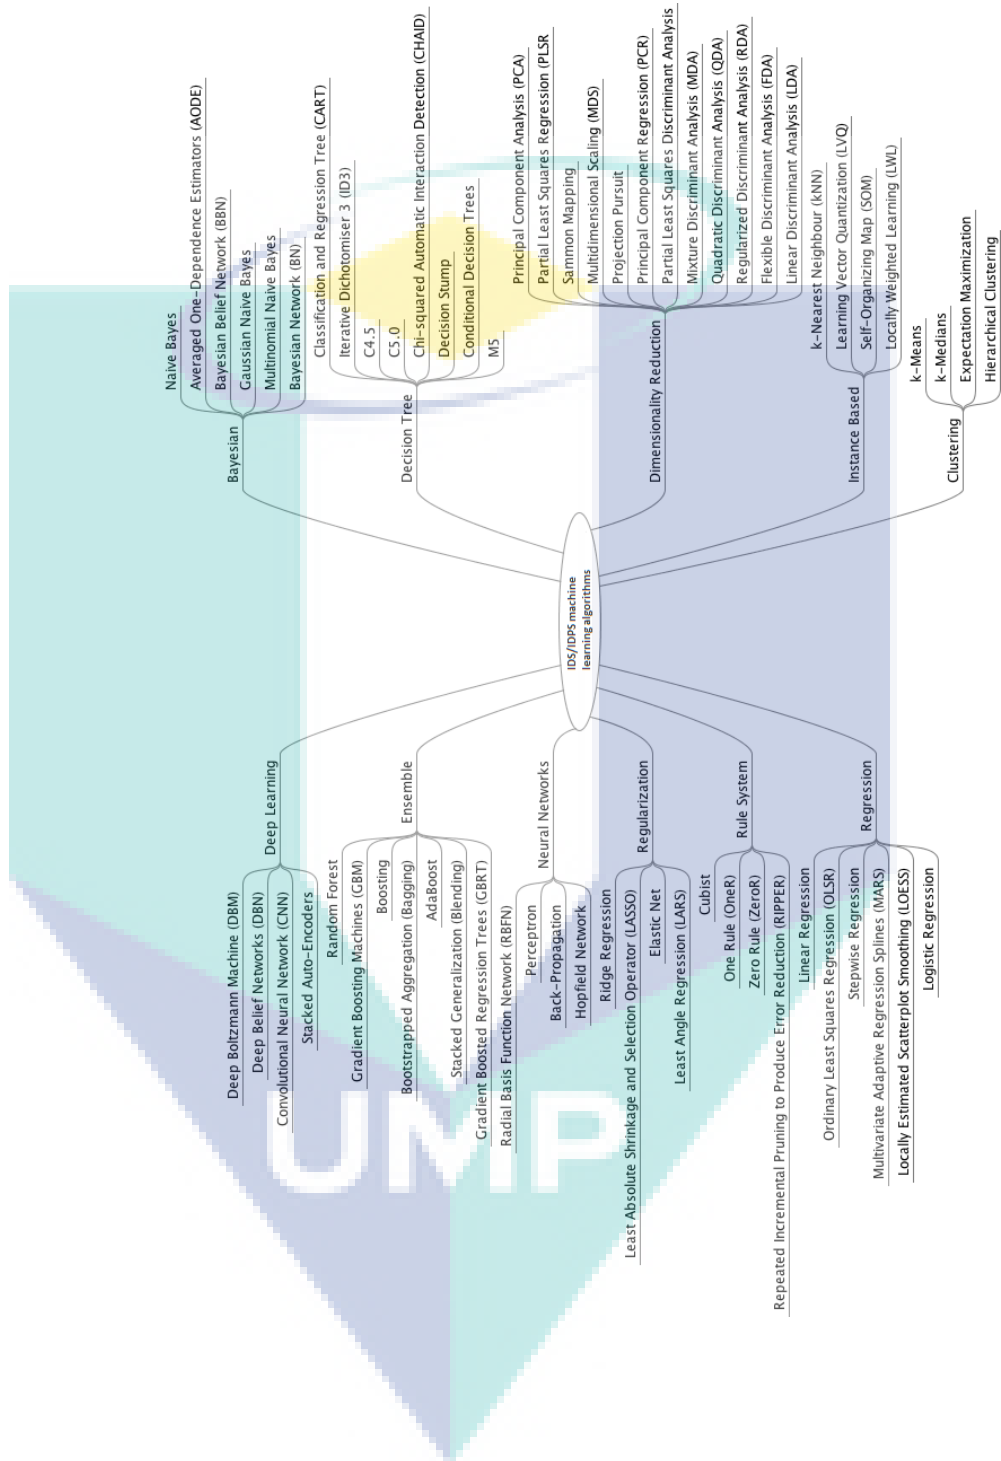 IDS/IDPS machine
learning algorithms
Deep Learning
Deep Boltzmann Machine (DBM)
Deep Belief Networks (DBN)
Convolutional Neural Network (CNN)
Stacked Auto-Encoders
Ensemble
Random Forest
Gradient Boosting Machines (GBM)
Boosting
Bootstrapped Aggregation (Bagging)
AdaBoost
Stacked Generalization (Blending)
Gradient Boosted Regression Trees (GBRT)
Neural Networks
Radial Basis Function Network (RBFN)
Perceptron
Back-Propagation
Hopfield Network
Regularization
Ridge Regression
Least Absolute Shrinkage and Selection Operator (LASSO)
Elastic Net
Least Angle Regression (LARS)
Rule System
Cubist
One Rule (OneR)
Zero Rule (ZeroR)
Repeated Incremental Pruning to Produce Error Reduction (RIPPER)
Regression
Linear Regression
Ordinary Least Squares Regression (OLSR)
Stepwise Regression
Multivariate Adaptive Regression Splines (MARS)
Locally Estimated Scatterplot Smoothing (LOESS)
Logistic Regression
Bayesian
Naive Bayes
Averaged One-Dependence Estimators (AODE)
Bayesian Belief Network (BBN)
Gaussian Naive Bayes
Multinomial Naive Bayes
Bayesian Network (BN)
Decision Tree
Classification and Regression Tree (CART)
Iterative Dichotomiser 3 (ID3)
C4.5
C5.0
Chi-squared Automatic Interaction Detection (CHAID)
Decision Stump
Conditional Decision Trees
M5
Dimensionality Reduction
Principal Component Analysis (PCA)
Partial Least Squares Regression (PLSR
Sammon Mapping
Multidimensional Scaling (MDS)
Projection Pursuit
Principal Component Regression (PCR)
Partial Least Squares Discriminant Analysis
Mixture Discriminant Analysis (MDA)
Quadratic Discriminant Analysis (QDA)
Regularized Discriminant Analysis (RDA)
Flexible Discriminant Analysis (FDA)
Linear Discriminant Analysis (LDA)
Instance Based
k-Nearest Neighbour (kNN)
Learning Vector Quantization (LVQ)
Self-Organizing Map (SOM)
Locally Weighted Learning (LWL)
Clustering
k-Means
k-Medians
Expectation Maximization
Hierarchical Clustering
UMP